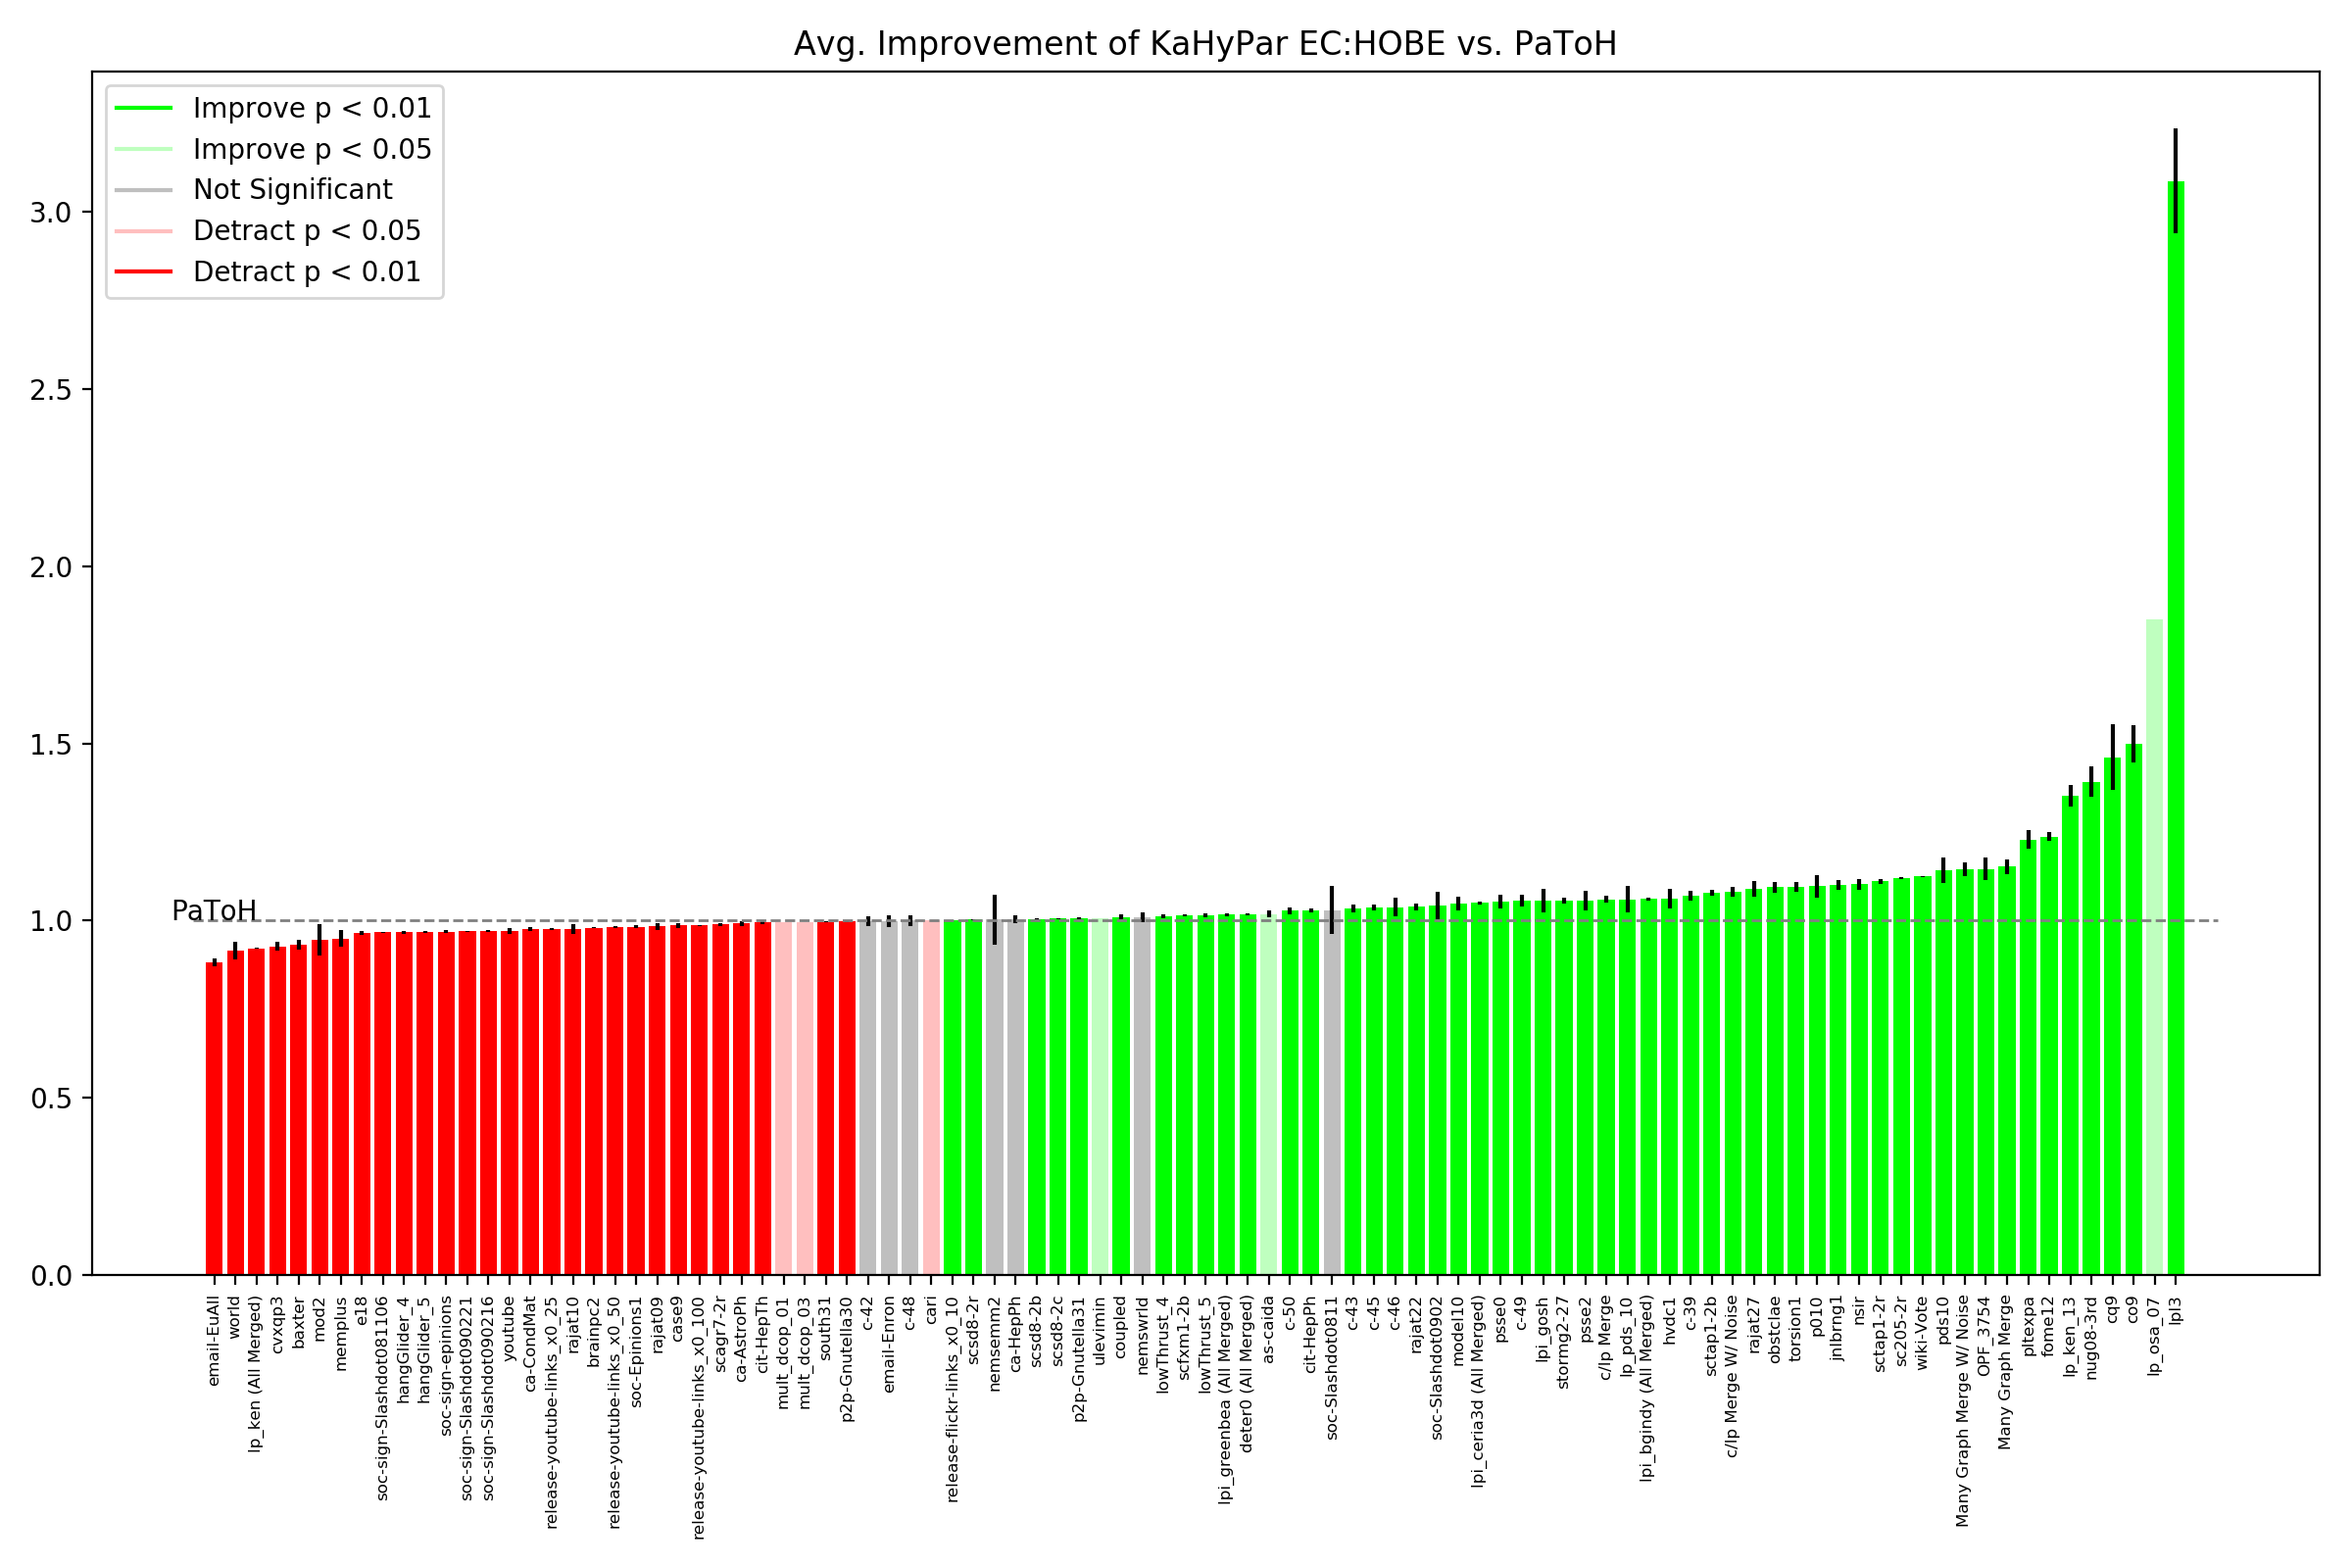 Avg. Improvement of KaHyPar EC:HOBE vs. PaToH
Improve p < 0.01
Improve p < 0.05
Not Significant
Detract p < 0.05
Detract p < 0.01
3.0
2.5
2.0
1.5
1.0
0.5
0.0
PaToH
email-EuAll
world
lp_ken (All Merged)
cvxqp3
baxter
mod2
memplus
e18
soc-sign-Slashdot081106
hangGlider_4
hangGlider_5
soc-sign-epinions
soc-sign-Slashdot090221
soc-sign-Slashdot090216
youtube
ca-CondMat
release-youtube-links_x0_25
rajat10
brainpc2
release-youtube-links_x0_50
soc-Epinions1
rajat09
case9
release-youtube-links_x0_100
scagr7-2r
ca-AstroPh
cit-HepTh
mult_dcop_01
mult_dcop_03
south31
p2p-Gnutella30
c-42
email-Enron
c-48
cari
release-flickr-links_x0_10
scsd8-2r
nemsemm2
ca-HepPh
scsd8-2b
scsd8-2c
p2p-Gnutella31
ulevimin
coupled
nemswrld
lowThrust_4
scfxm1-2b
lowThrust_5
lpi_greenbea (All Merged)
deter0 (All Merged)
as-caida
c-50
cit-HepPh
soc-Slashdot0811
c-43
c-45
c-46
rajat22
soc-Slashdot0902
model10
lpi_ceria3d (All Merged)
psse0
c-49
lpi_gosh
stormg2-27
psse2
c/lp Merge
lp_pds_10
lpi_bgindy (All Merged)
hvdc1
c-39
sctap1-2b
c/lp Merge W/ Noise
rajat27
obstclae
torsion1
p010
jnlbrng1
nsir
sctap1-2r
sc205-2r
wiki-Vote
pds10
Many Graph Merge W/ Noise
OPF_3754
Many Graph Merge
pltexpa
fome12
lp_ken_13
nug08-3rd
cq9
co9
lp_osa_07
lpl3